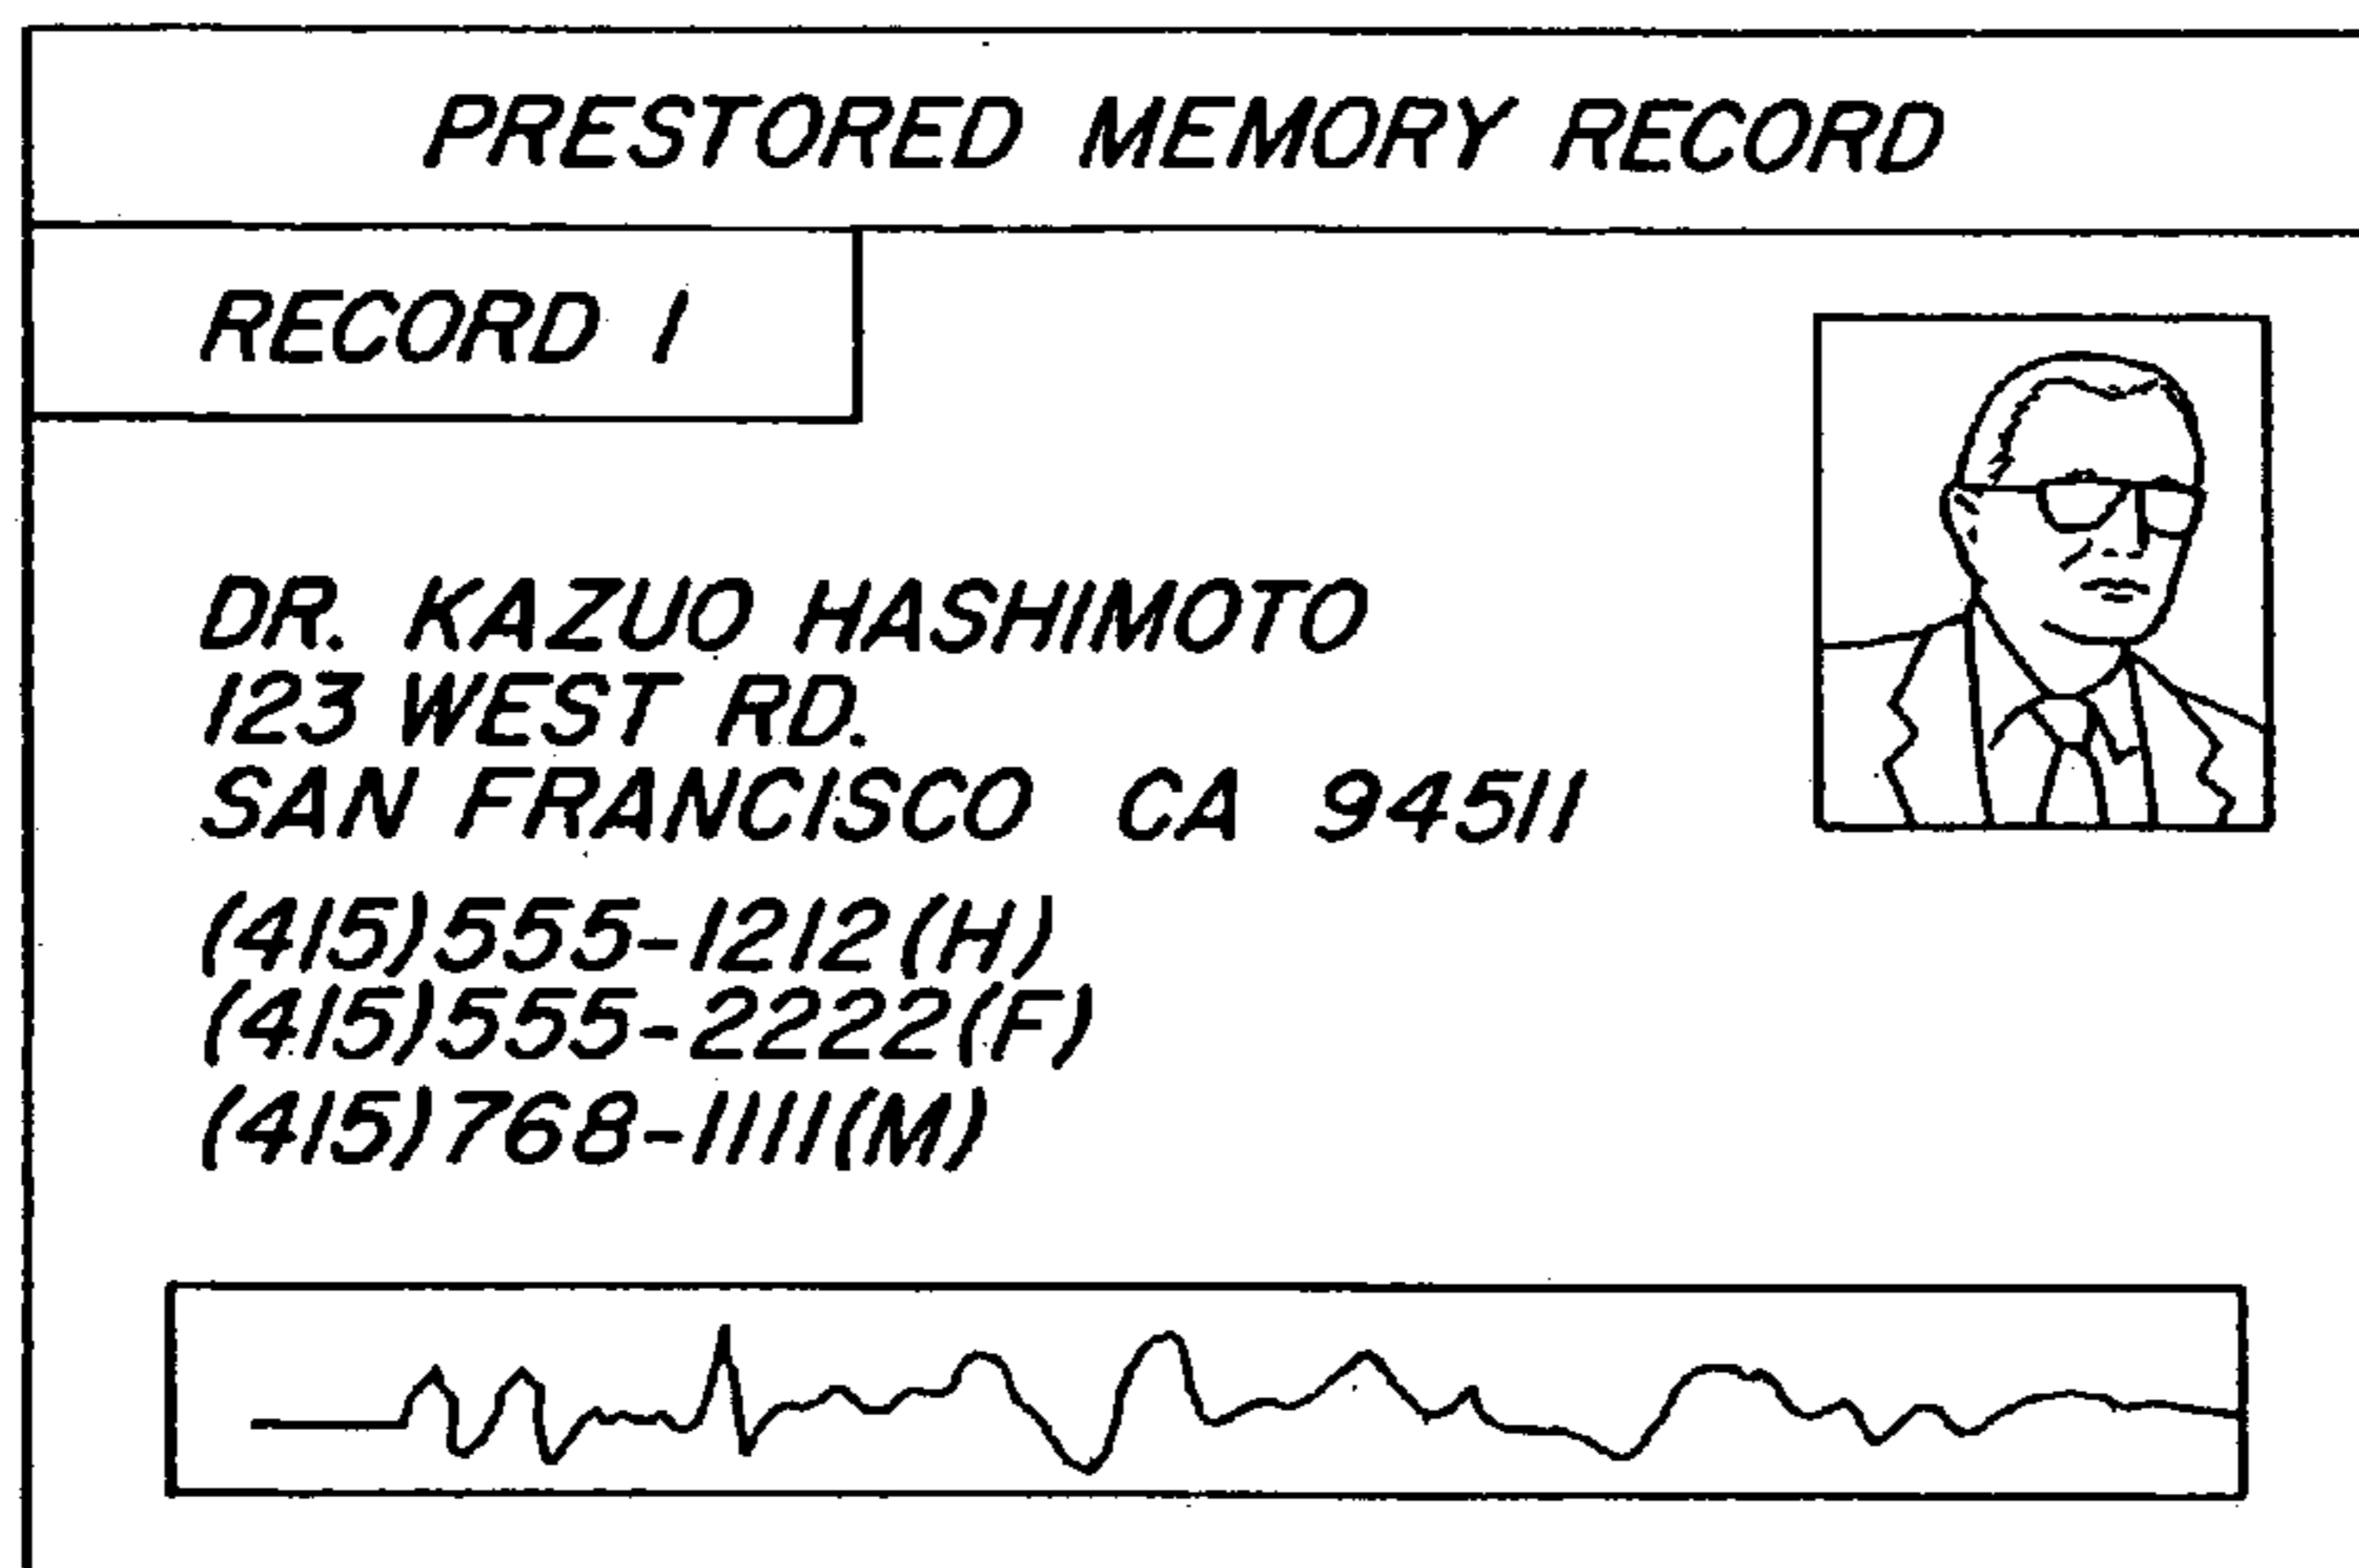 PRESTORED MEMORY RECORD
RECORD 1
DR. KAZUO HASHIMOTO
123 WEST RD.
SAN FRANCISCO CA 94511
(415)555-1212(H)
(415)555-2222(F)
(415)768-1111(M)